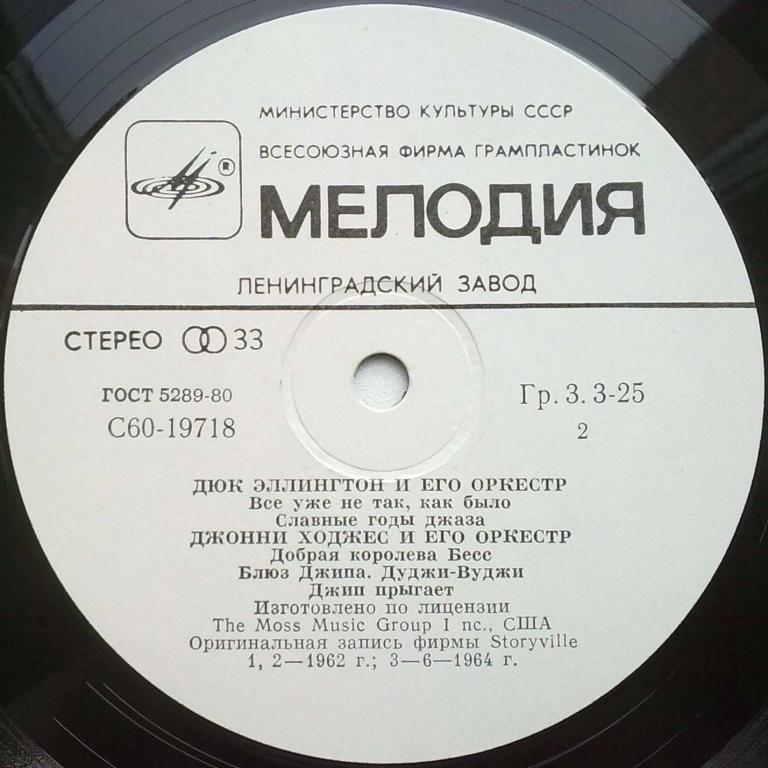 МИНИСТЕРСТВО КУЛЬТУРЫ СССР
ВСЕСОЮЗНАЯ ФИРМА ГРАМПЛАСТИНОК
®
МЕЛОДИЯ
ЛЕНИНГРАДСКИЙ ЗАВОД
СТЕРЕО 33
ГОСТ 5289-80
Гр. 3. 3-25
С60-19718
2
ДЮК ЭЛЛИНГТОН И ЕГО ОРКЕСТР
Все уже не так, как было
Славные годы джаза
ДЖОННИ ХОДЖЕС И ЕГО ОРКЕСТР
Добрая королева Бесс
Блюз Джипа. Дуджи-Вуджи
Джип прыгает
Изготовлено по лицензии
The Moss Music Group I nc., США
Оригинальная запись фирмы Storyville
1, 2—1962 г.; 3—6—1964 г.